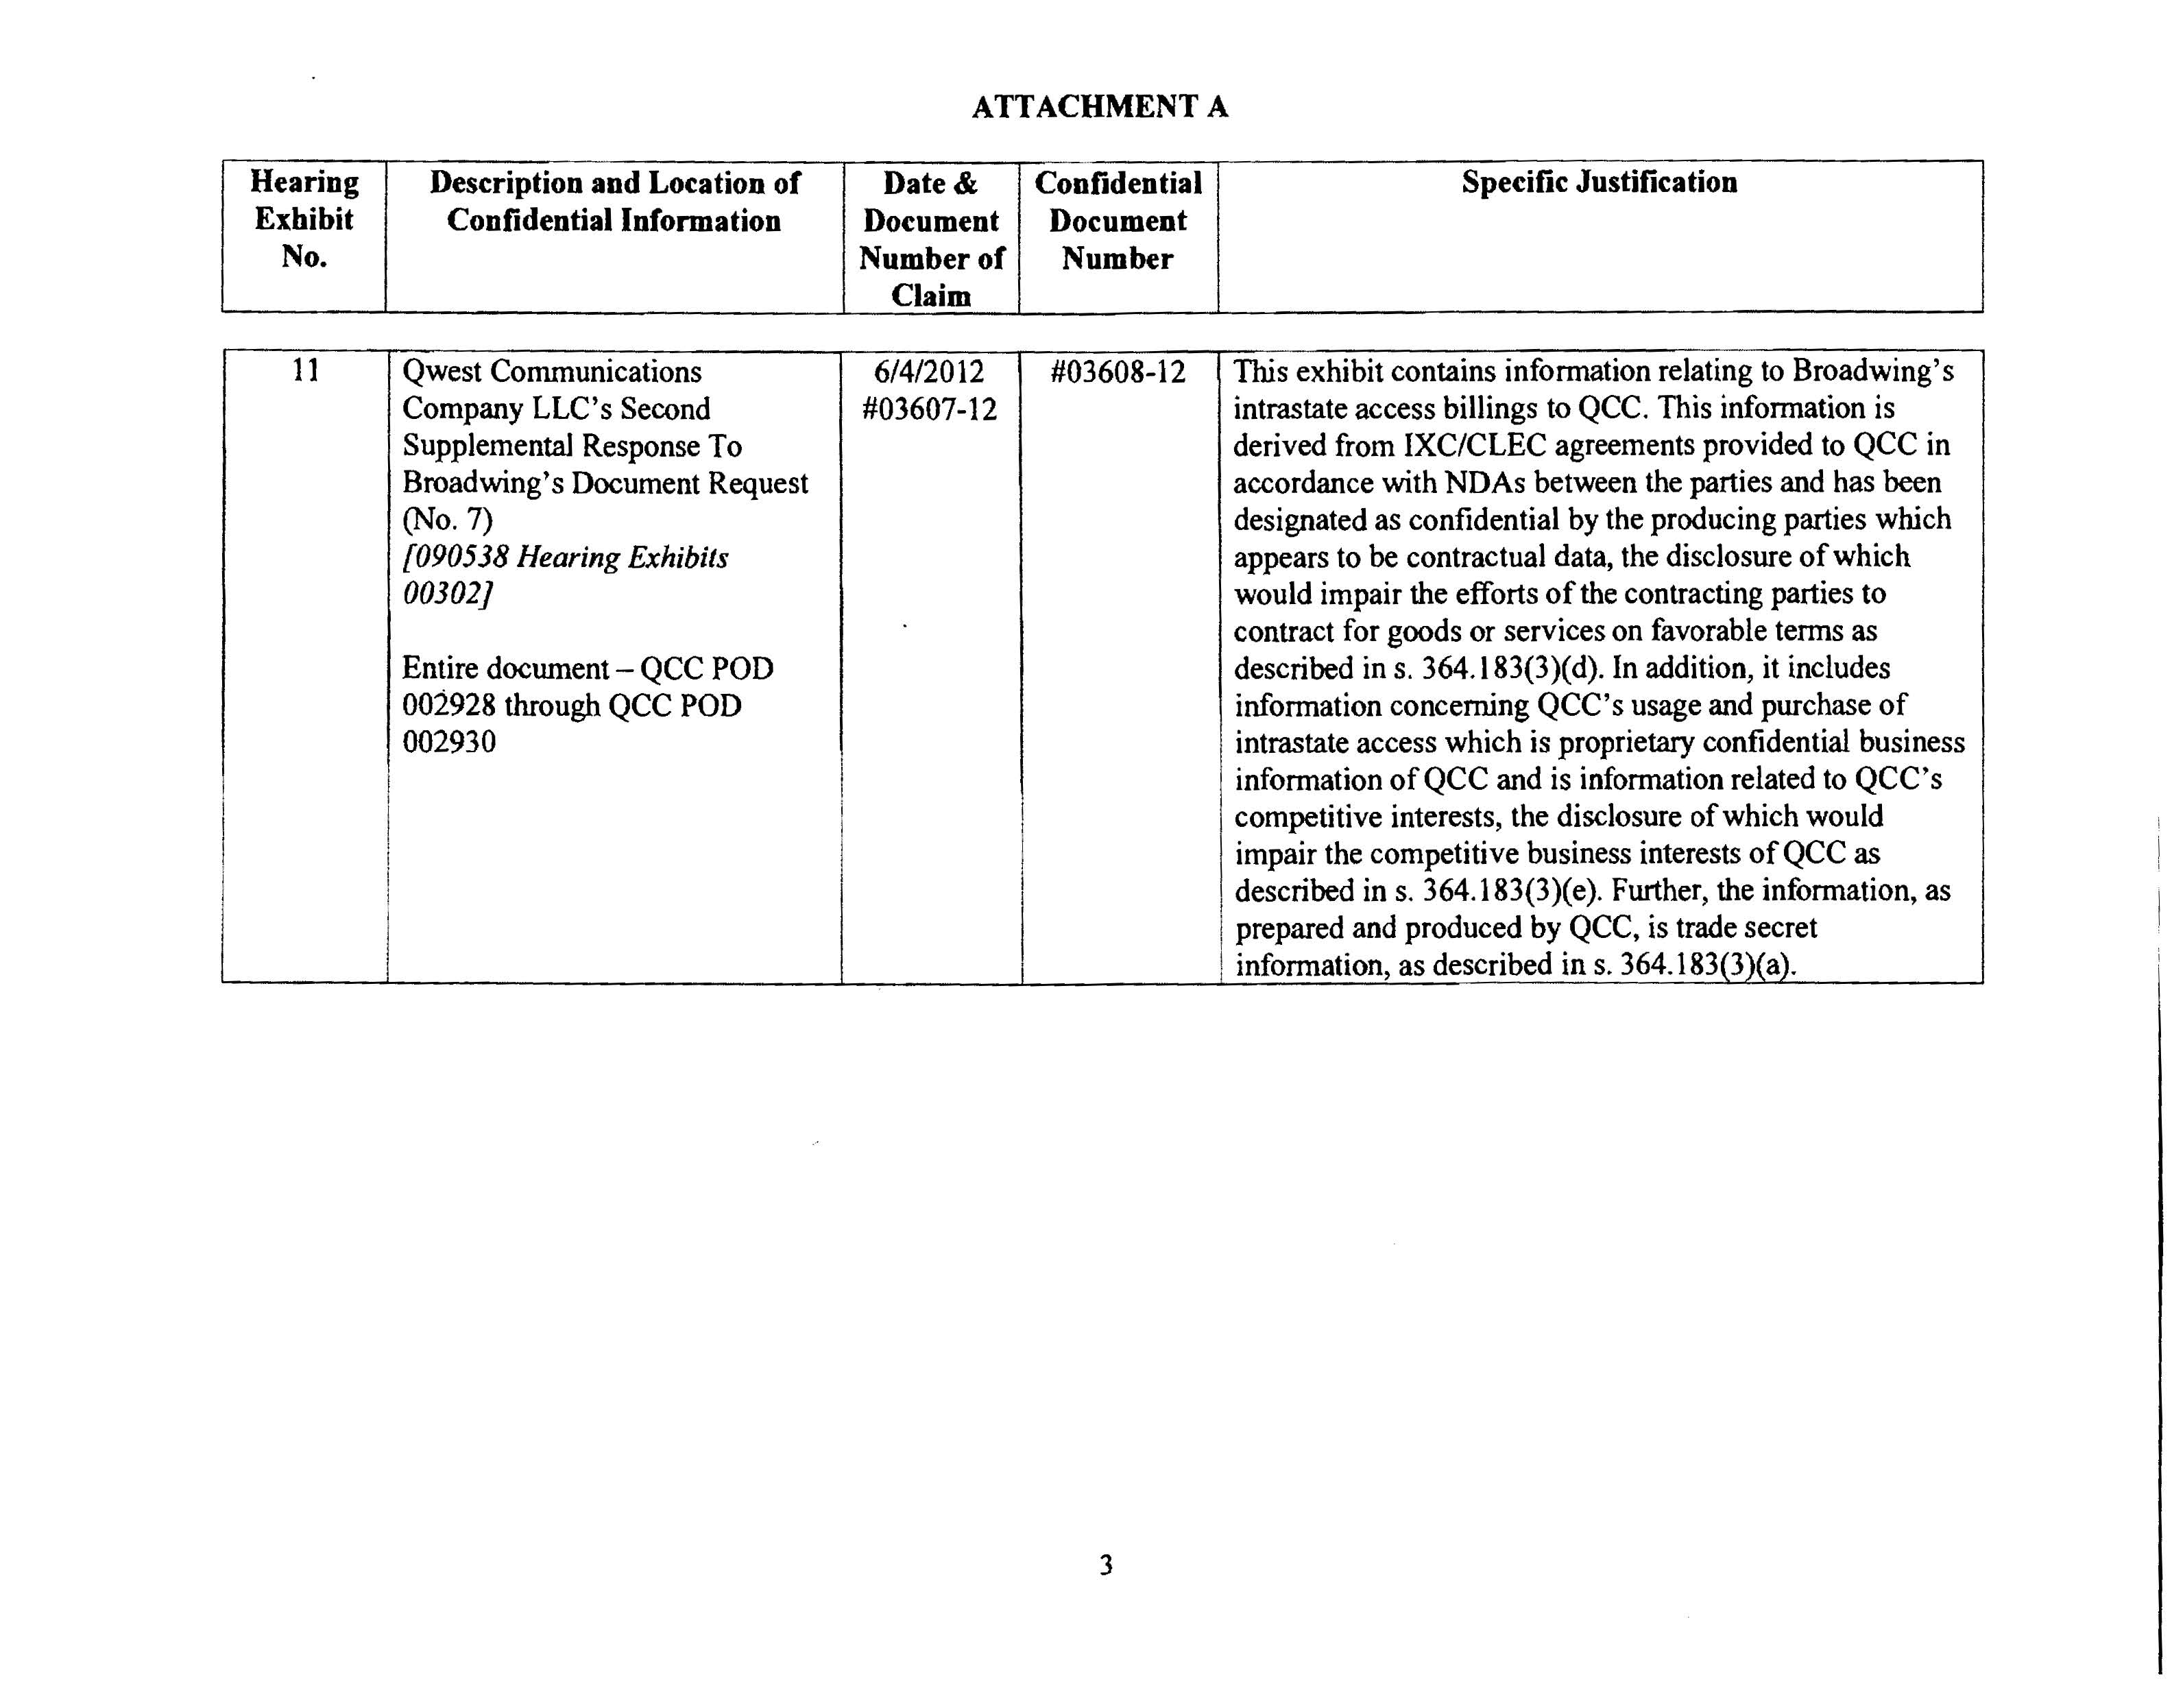 ATTACHMENT A
Hearing
Exhibit
No.
Description and Location of
Confidential Information
Date &
Document
Number of
Claim
Confidential
Document
Number
Specific Justification
11
Qwest Communications
Company LLC's Second
Supplemental Response To
Broadwing's Document Request
(No. 7)
[090538 Hearing Exhibits
00302]
Entire document – QCC POD
002928 through QCC POD
002930
6/4/2012
#03607-12
#03608-12
This exhibit contains information relating to Broadwing's
intrastate access billings to QCC. This information is
derived from IXC/CLEC agreements provided to QCC in
accordance with NDAs between the parties and has been
designated as confidential by the producing parties which
appears to be contractual data, the disclosure of which
would impair the efforts of the contracting parties to
contract for goods or services on favorable terms as
described in s. 364.183(3)(d). In addition, it includes
information concerning QCC's usage and purchase of
intrastate access which is proprietary confidential business
information of QCC and is information related to QCC's
competitive interests, the disclosure of which would
impair the competitive business interests of QCC as
described in s. 364.183(3)(e). Further, the information, as
prepared and produced by QCC, is trade secret
information, as described in s. 364.183(3)(a).
3